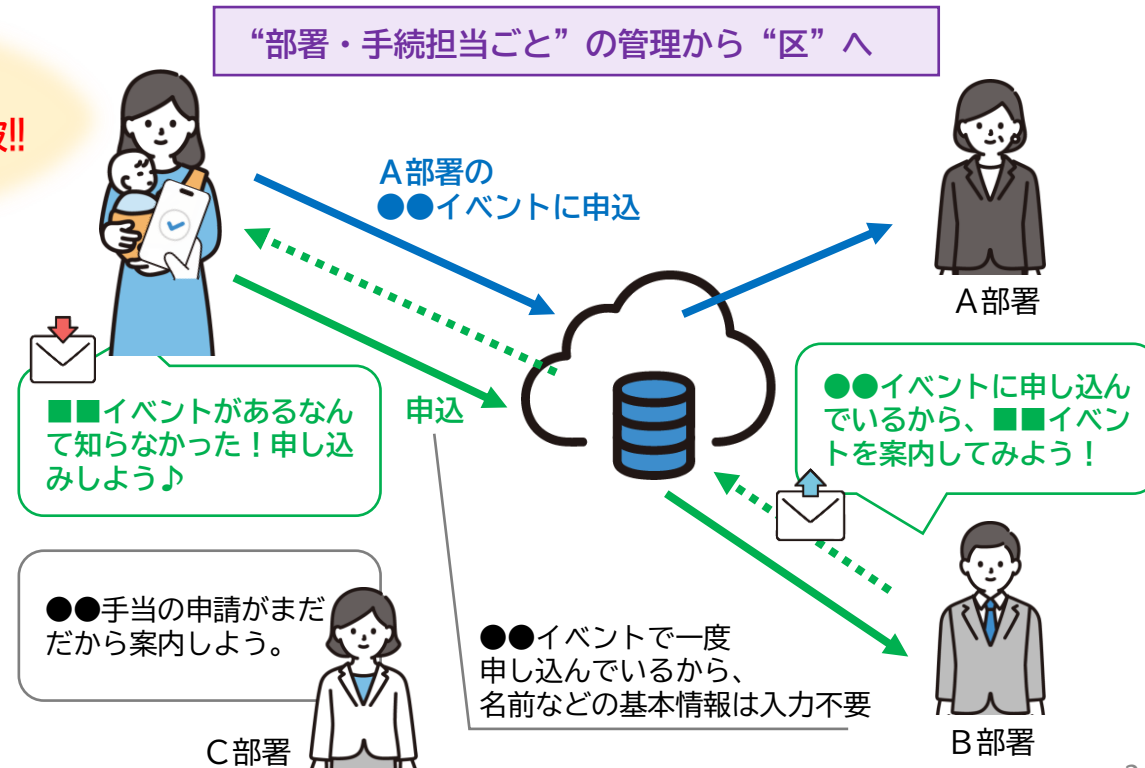 “部署・手続担当ごと”の管理から“区”へ
!!
A部署の
●●イベントに申込
A部署
■■イベントがあるなん
て知らなかった！申し込
みしよう♪
申込
●●イベントに申し込ん
でいるから、■■イベン
トを案内してみよう！
●●手当の申請がまだ
だから案内しよう。
C部署
●●イベントで一度
申し込んでいるから、
名前などの基本情報は入力不要
B部署